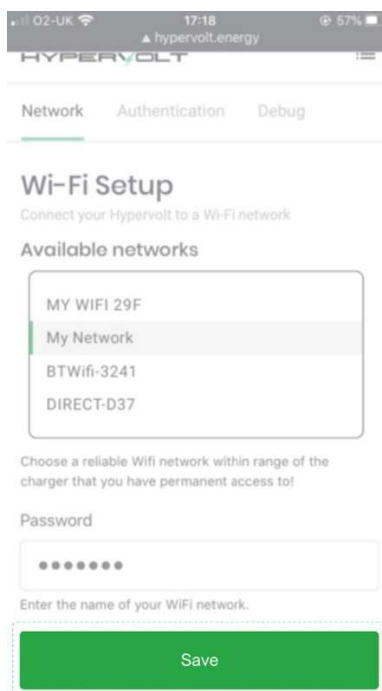 O2-UK 17:18 57%
hypervolt.energy
HYPERVOLT
Network Authentication Debug
Wi-Fi Setup
Connect your Hypervolt to a Wi-Fi network
Available networks
MY WIFI 29F
My Network
BTWifi-3241
DIRECT-D37
Choose a reliable Wifi network within range of the
charger that you have permanent access to!
Password
●●●●●●●
Enter the name of your WiFi network.
Save